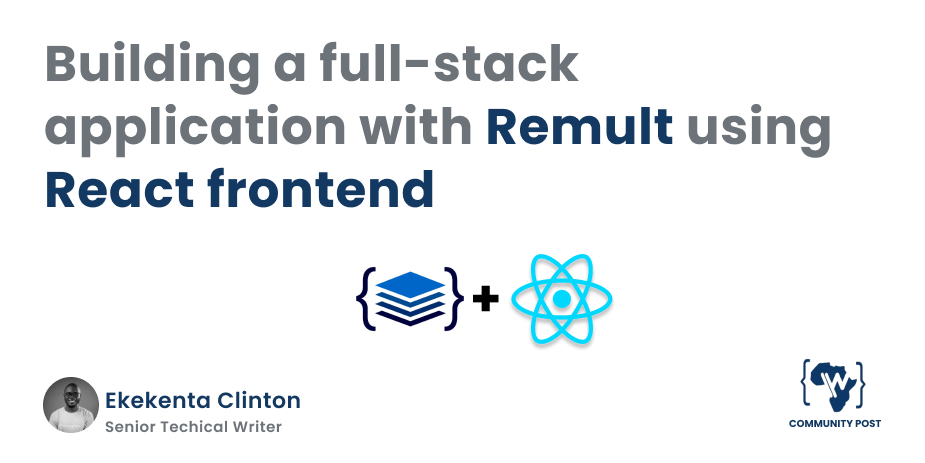 Building a full-stack
application with Remult using
React frontend
{ } + 
Ekekenta Clinton
Senior Techical Writer
{ W }
COMMUNITY POST